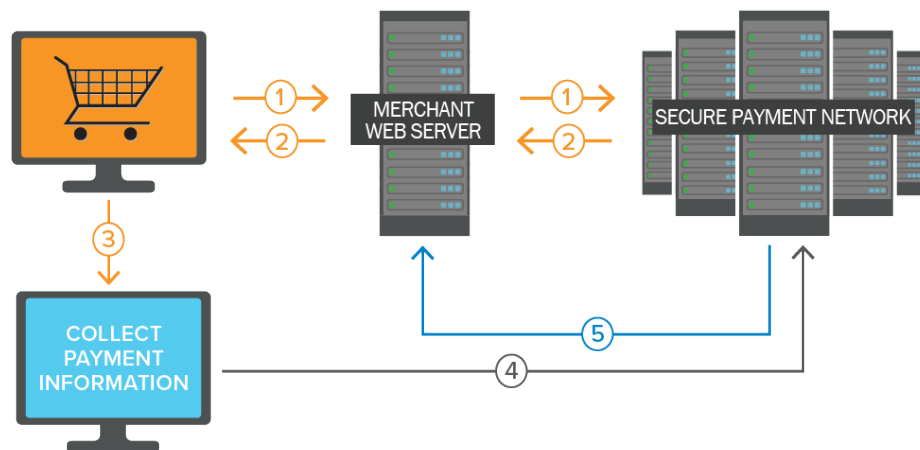 1
1
MERCHANT
WEB SERVER
SECURE PAYMENT NETWORK
2
2
3
COLLECT
PAYMENT
INFORMATION
5
4